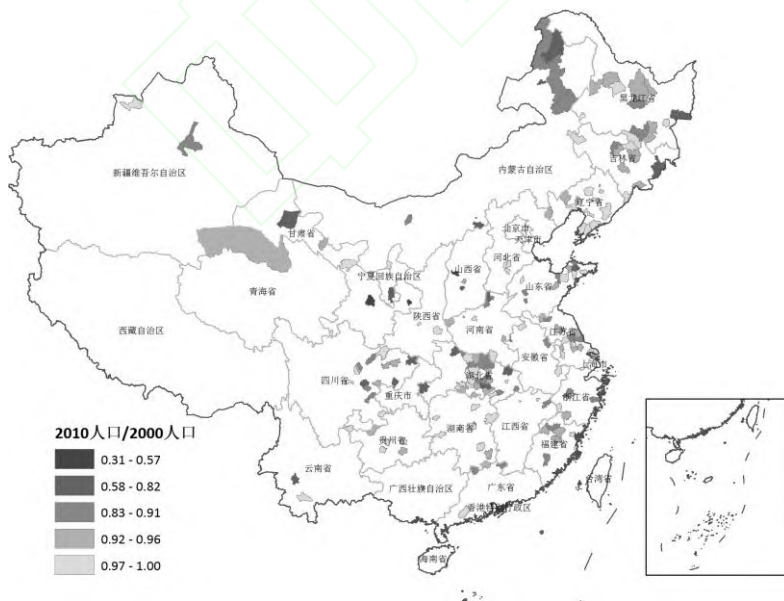 黑龙江省
吉林省
新疆维吾尔自治区
内蒙古自治区
辽宁省
甘肃省
北京市
天津市
河北省
宁夏回族自治区
山西省
山东省
青海省
陕西省
河南省
江苏省
西藏自治区
安徽省
上海市
四川省
湖北省
重庆市
浙江省
湖南省
江西省
贵州省
福建省
云南省
台湾省
广西壮族自治区
广东省
香港特别行政区
海南省
2010人口/2000人口
0.31 - 0.57
0.58 - 0.82
0.83 - 0.91
0.92 - 0.96
0.97 - 1.00